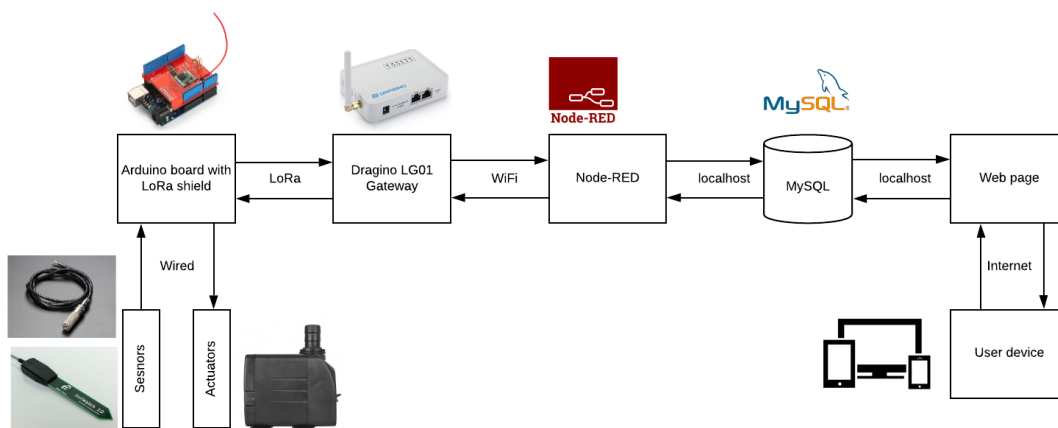 Node-RED
MySQL
Arduino board with
LoRa shield
LoRa
Dragino LG01
Gateway
WiFi
Node-RED
localhost
MySQL
localhost
Web page
Wired
Internet
Sesnors
Actuators
User device